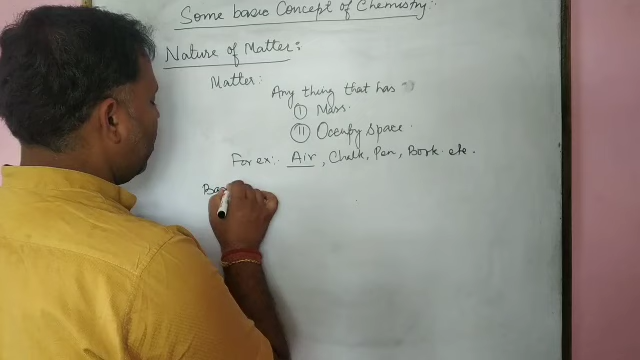 Some basic Concept of Chemistry:
Nature of Matter:
Matter:
Any thing that has
(i) Mass.
(ii) Occupy space.
For ex:. Air, Chalk, Pen, Book. etc.
Bas